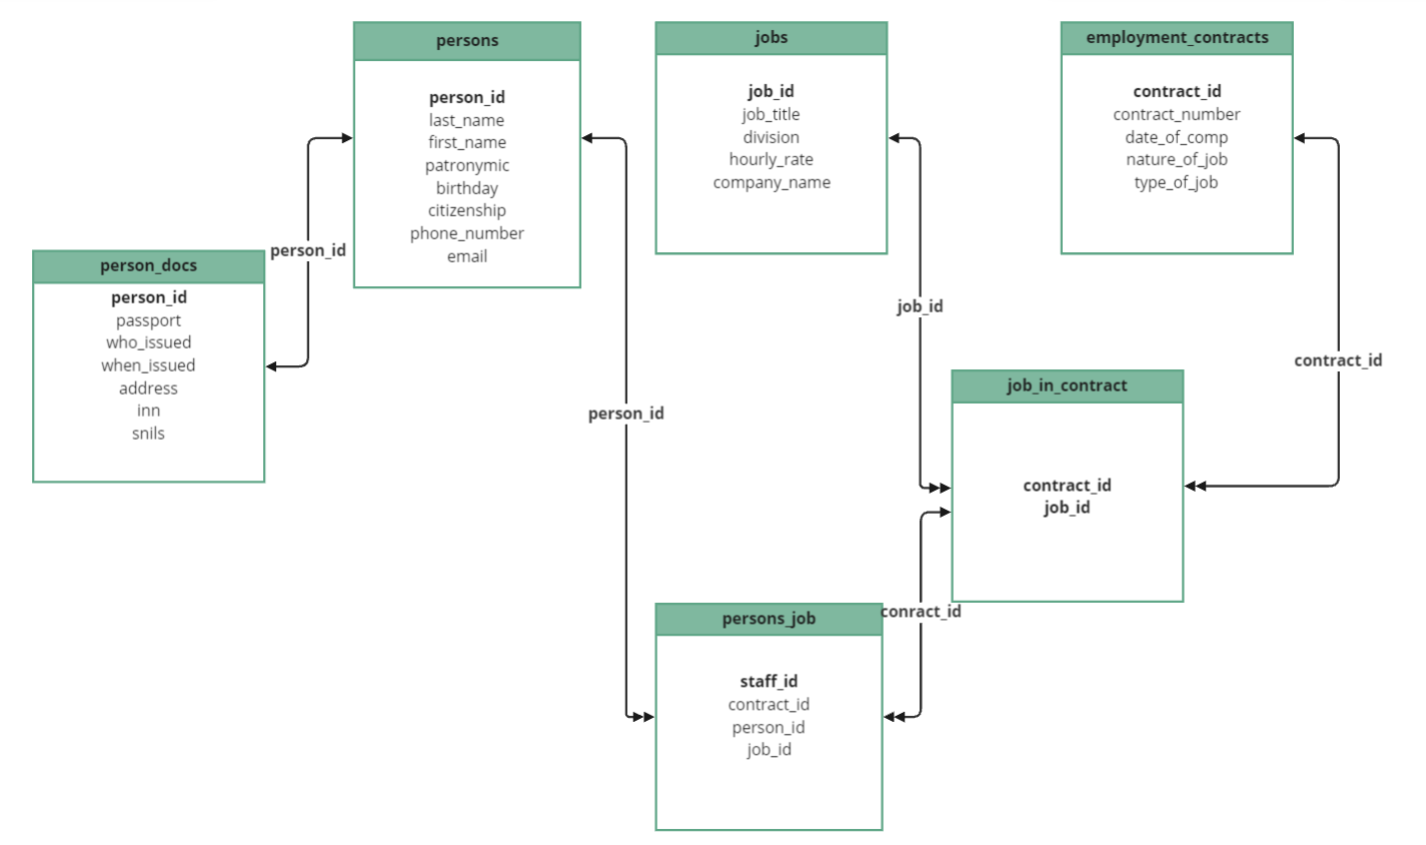 persons
person_id
last_name
first_name
patronymic
birthday
citizenship
phone_number
email
jobs
job_id
job_title
division
hourly_rate
company_name
employment_contracts
contract_id
contract_number
date_of_comp
nature_of_job
type_of_job
person_id
person_docs
person_id
passport
who_issued
when_issued
address
inn
snils
job_id
contract_id
person_id
job_in_contract
contract_id
job_id
conract_id
persons_job
staff_id
contract_id
person_id
job_id